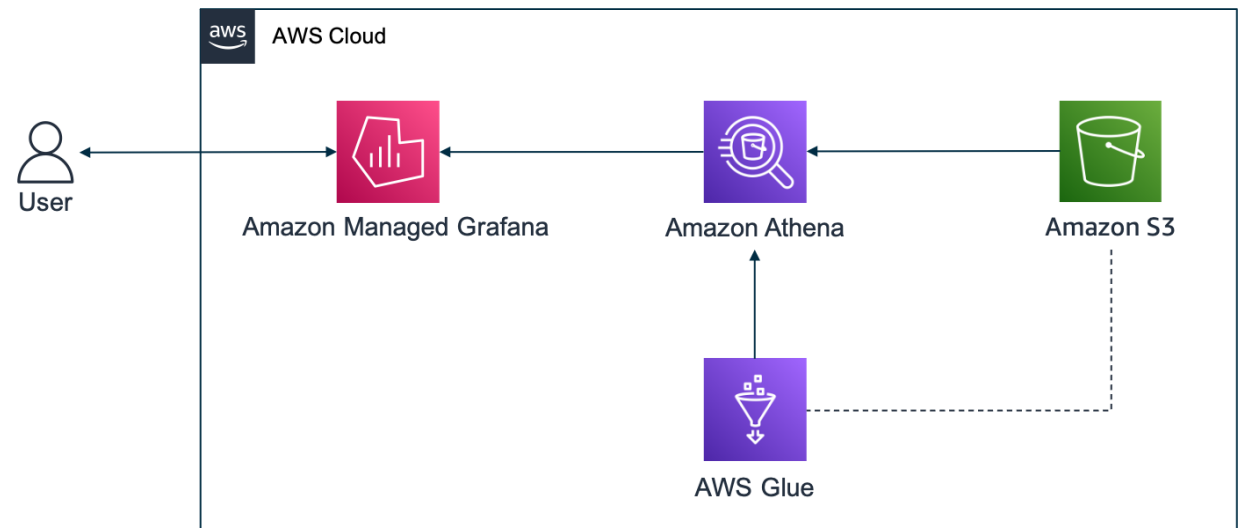 aws
AWS Cloud
User
Amazon Managed Grafana
Amazon Athena
Amazon S3
AWS Glue